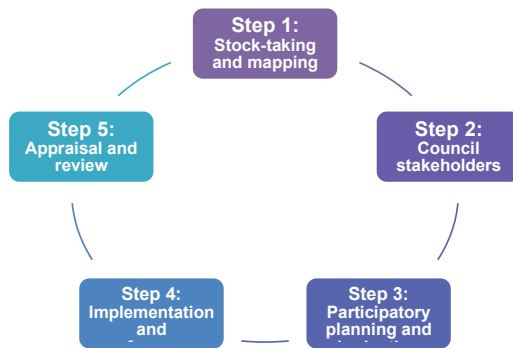 Step 1:
Stock-taking
and mapping
Step 2:
Council
stakeholders
Step 3:
Participatory
planning and
Step 4:
Implementation
and
Step 5:
Appraisal and
review